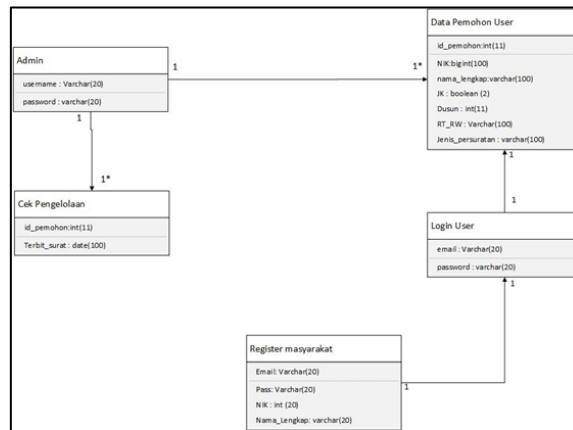 Data Pemohon User
id_pemohon:int(11)
NIK:bigint(100)
nama_lengkap:varchar(100)
JK : boolean (2)
Dusun : int(11)
RT_RW : Varchar(100)
Jenis_persuratan : varchar(100)
Admin
username : Varchar(20)
password : varchar(20)
1
1*
1
1*
Cek Pengelolaan
id_pemohon:int(11)
Terbit_surat : date(100)
1
1
Login User
email : Varchar(20)
password : varchar(20)
1
Register masyarakat
Email: Varchar(20)
Pass: Varchar(20)
NIK : int (20)
Nama_Lengkap: varchar(20)
1